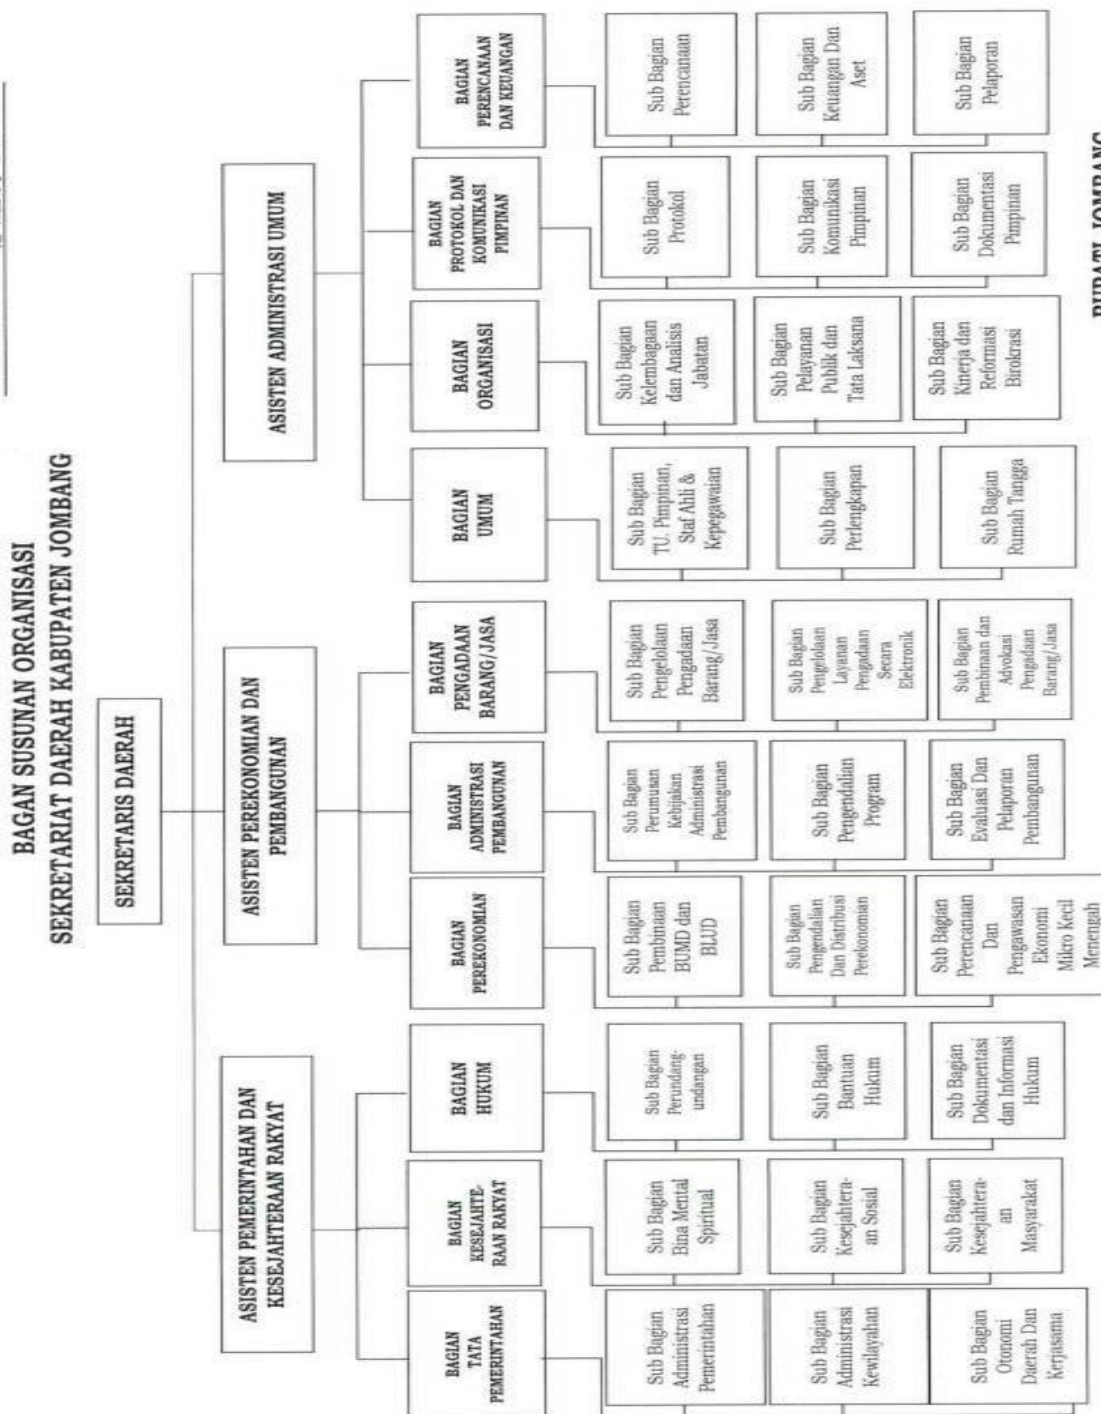 BAGAN SUSUNAN ORGANISASI
SEKRETARIAT DAERAH KABUPATEN JOMBANG
SEKRETARIS DAERAH
ASISTEN PEMERINTAHAN DAN
KESEJAHTERAAN RAKYAT
ASISTEN PEREKONOMIAN DAN
PEMBANGUNAN
ASISTEN ADMINISTRASI UMUM
BAGIAN
TATA
PEMERINTAHAN
BAGIAN
KESEJAHTE-
RAAN RAKYAT
BAGIAN
HUKUM
BAGIAN
PEREKONOMIAN
BAGIAN
ADMINISTRASI
PEMBANGUNAN
BAGIAN
PENGADAAN
BARANG/JASA
BAGIAN
UMUM
BAGIAN
ORGANISASI
BAGIAN
PROTOKOL DAN
KOMUNIKASI
PIMPINAN
BAGIAN
PERENCANAAN
DAN KEUANGAN
Sub Bagian
Administrasi
Pemerintahan
Sub Bagian
Bina Mental
Spiritual
Sub Bagian
Perundang-
undangan
Sub Bagian
Pembinaan
BUMD dan
BLUD
Sub Bagian
Perumusan
Kebijakan
Administrasi
Pembangunan
Sub Bagian
Pengelolaan
Pengadaan
Barang/Jasa
Sub Bagian
TU. Pimpinan,
Staf Ahli &
Kepegawaian
Sub Bagian
Kelembagaan
dan Analisis
Jabatan
Sub Bagian
Protokol
Sub Bagian
Perencanaan
Sub Bagian
Administrasi
Kewilayahan
Sub Bagian
Kesejahtera-
an Sosial
Sub Bagian
Bantuan
Hukum
Sub Bagian
Pengendalian
Dan Distribusi
Perekonomian
Sub Bagian
Pengendalian
Program
Sub Bagian
Pengelolaan
Layanan
Pengadaan
Secara
Elektronik
Sub Bagian
Perlengkapan
Sub Bagian
Pelayanan
Publik dan
Tata Laksana
Sub Bagian
Komunikasi
Pimpinan
Sub Bagian
Keuangan Dan
Aset
Sub Bagian
Otonomi
Daerah Dan
Kerjasama
Sub Bagian
Kesejahtera-
an
Masyarakat
Sub Bagian
Dokumentasi
dan Informasi
Hukum
Sub Bagian
Perencanaan
Dan
Pengawasan
Ekonomi
Mikro Kecil
Menengah
Sub Bagian
Evaluasi Dan
Pelaporan
Pembangunan
Sub Bagian
Pembinaan dan
Advokasi
Pengadaan
Barang/Jasa
Sub Bagian
Rumah Tangga
Sub Bagian
Kinerja dan
Reformasi
Birokrasi
Sub Bagian
Dokumentasi
Pimpinan
Sub Bagian
Pelaporan
BUPATI JOMBANG